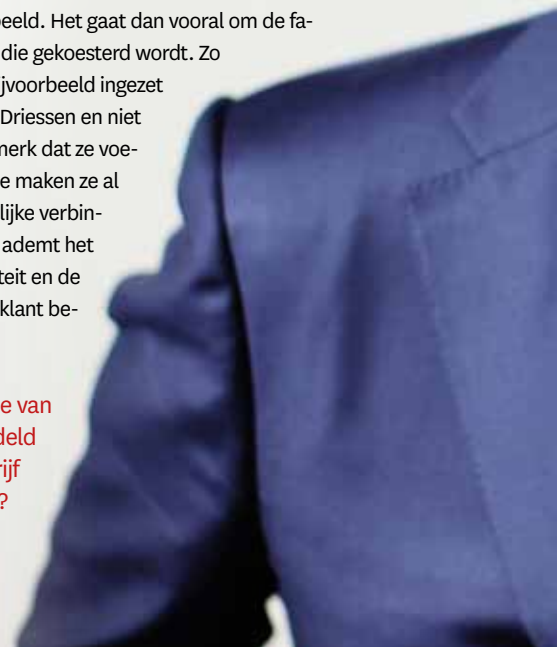 eeld. Het gaat dan vooral om de fa-
die gekoesterd wordt. Zo
jvoorbeeld ingezet
Driessen en niet
merk dat ze voe-
e maken ze al
lijke verbin-
ademt het
teit en de
klant be-
e van
deld
rijf
?